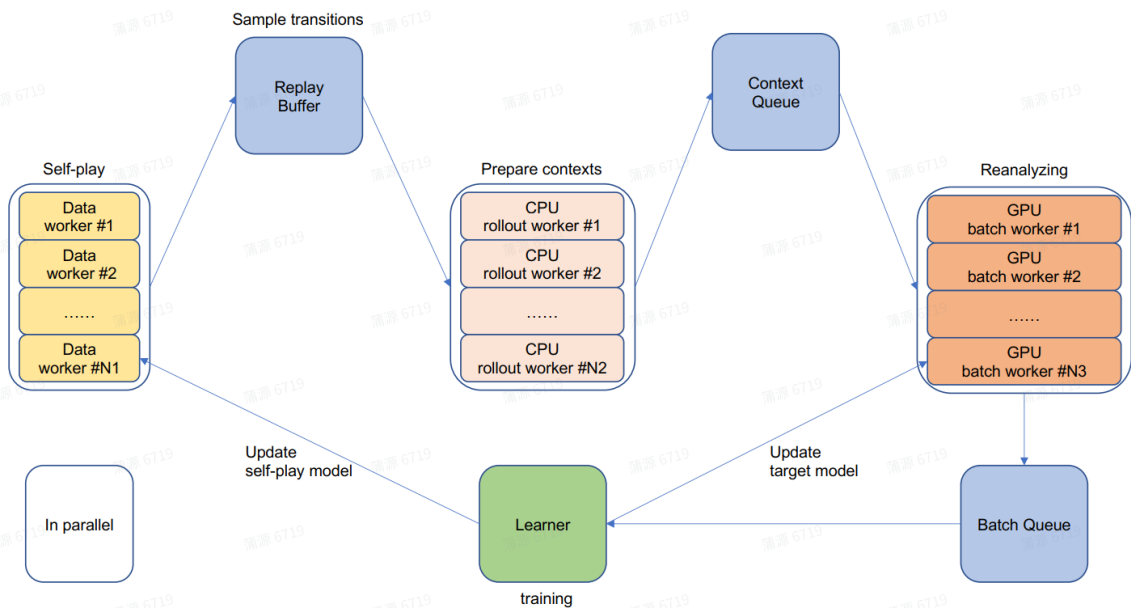 Sample transitions
Replay
Buffer
Context
Queue
Self-play
Data
worker #1
Data
worker #2
……
Data
worker #N1
Prepare contexts
CPU
rollout worker #1
CPU
rollout worker #2
……
CPU
rollout worker #N2
Reanalyzing
GPU
batch worker #1
GPU
batch worker #2
……
GPU
batch worker #N3
Update
self-play model
Update
target model
In parallel
Learner
Batch Queue
training
蒲源 6719